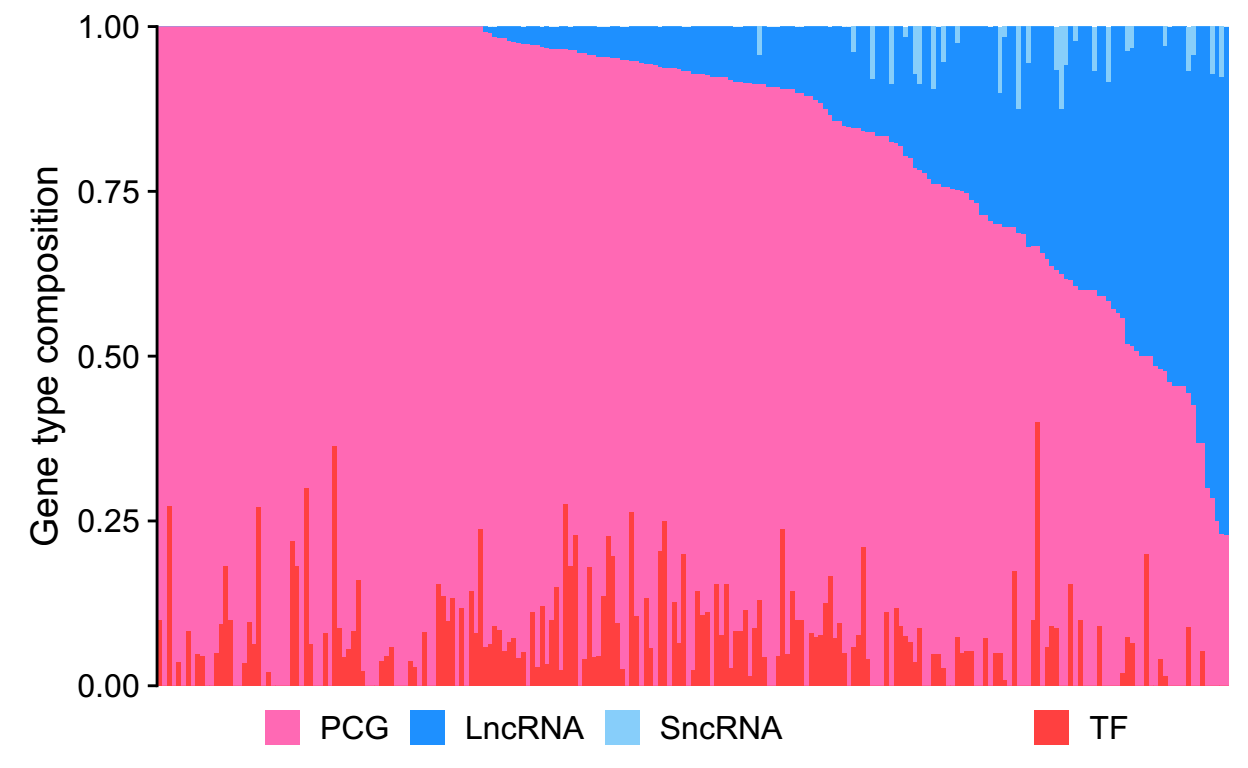 Gene type composition
1.00
0.75
0.50
0.25
0.00
PCG LncRNA SncRNA TF